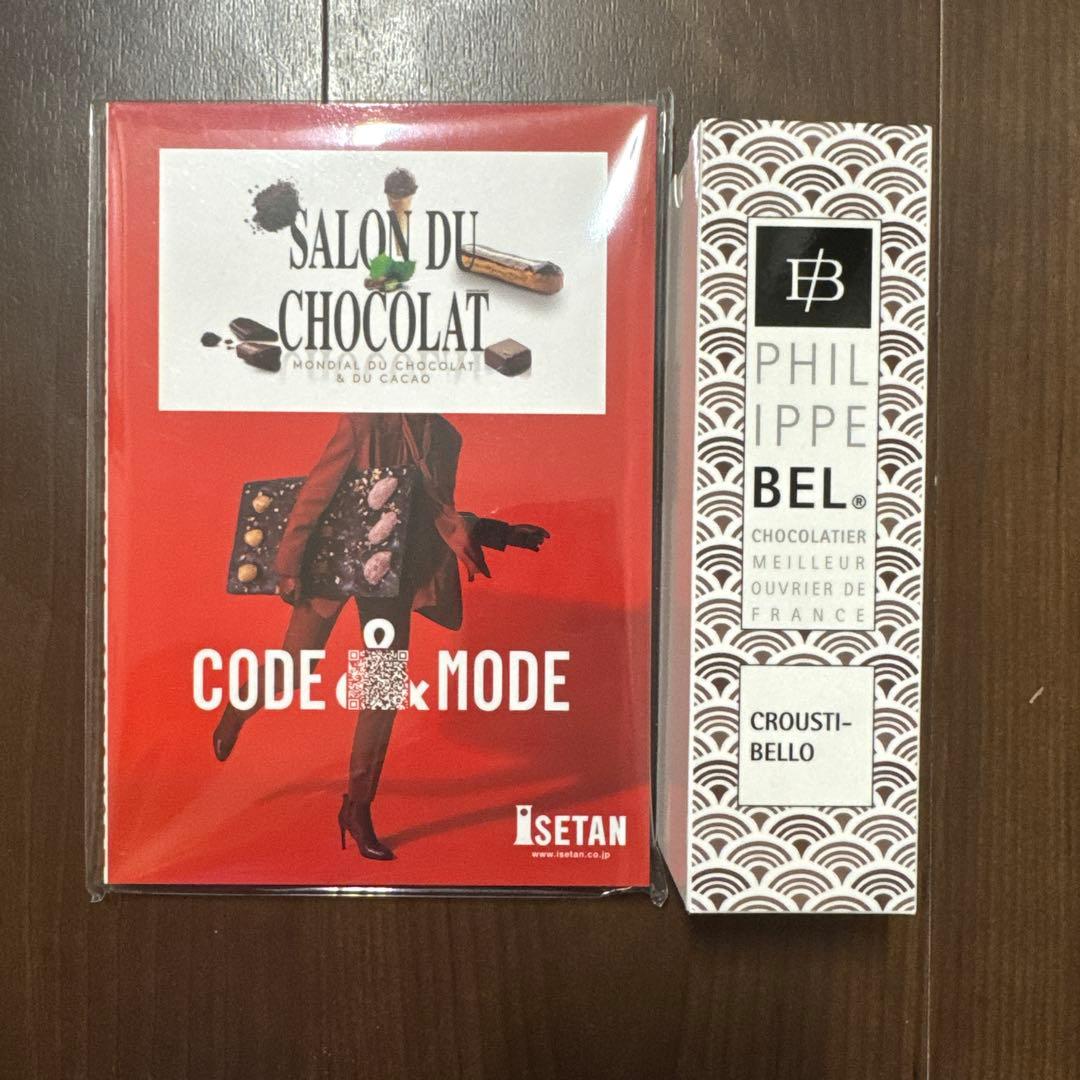 SALON DU
CHOCOLAT
MONDIAL DU CHOCOLAT
& DU CACAO
CODE & MODE
ISETAN
www.isetan.co.jp
B
PHIL
IPPE
BEL®
CHOCOLATIER
MEILLEUR
OUVRIER DE
FRANCE
CROUSTI-
BELLO